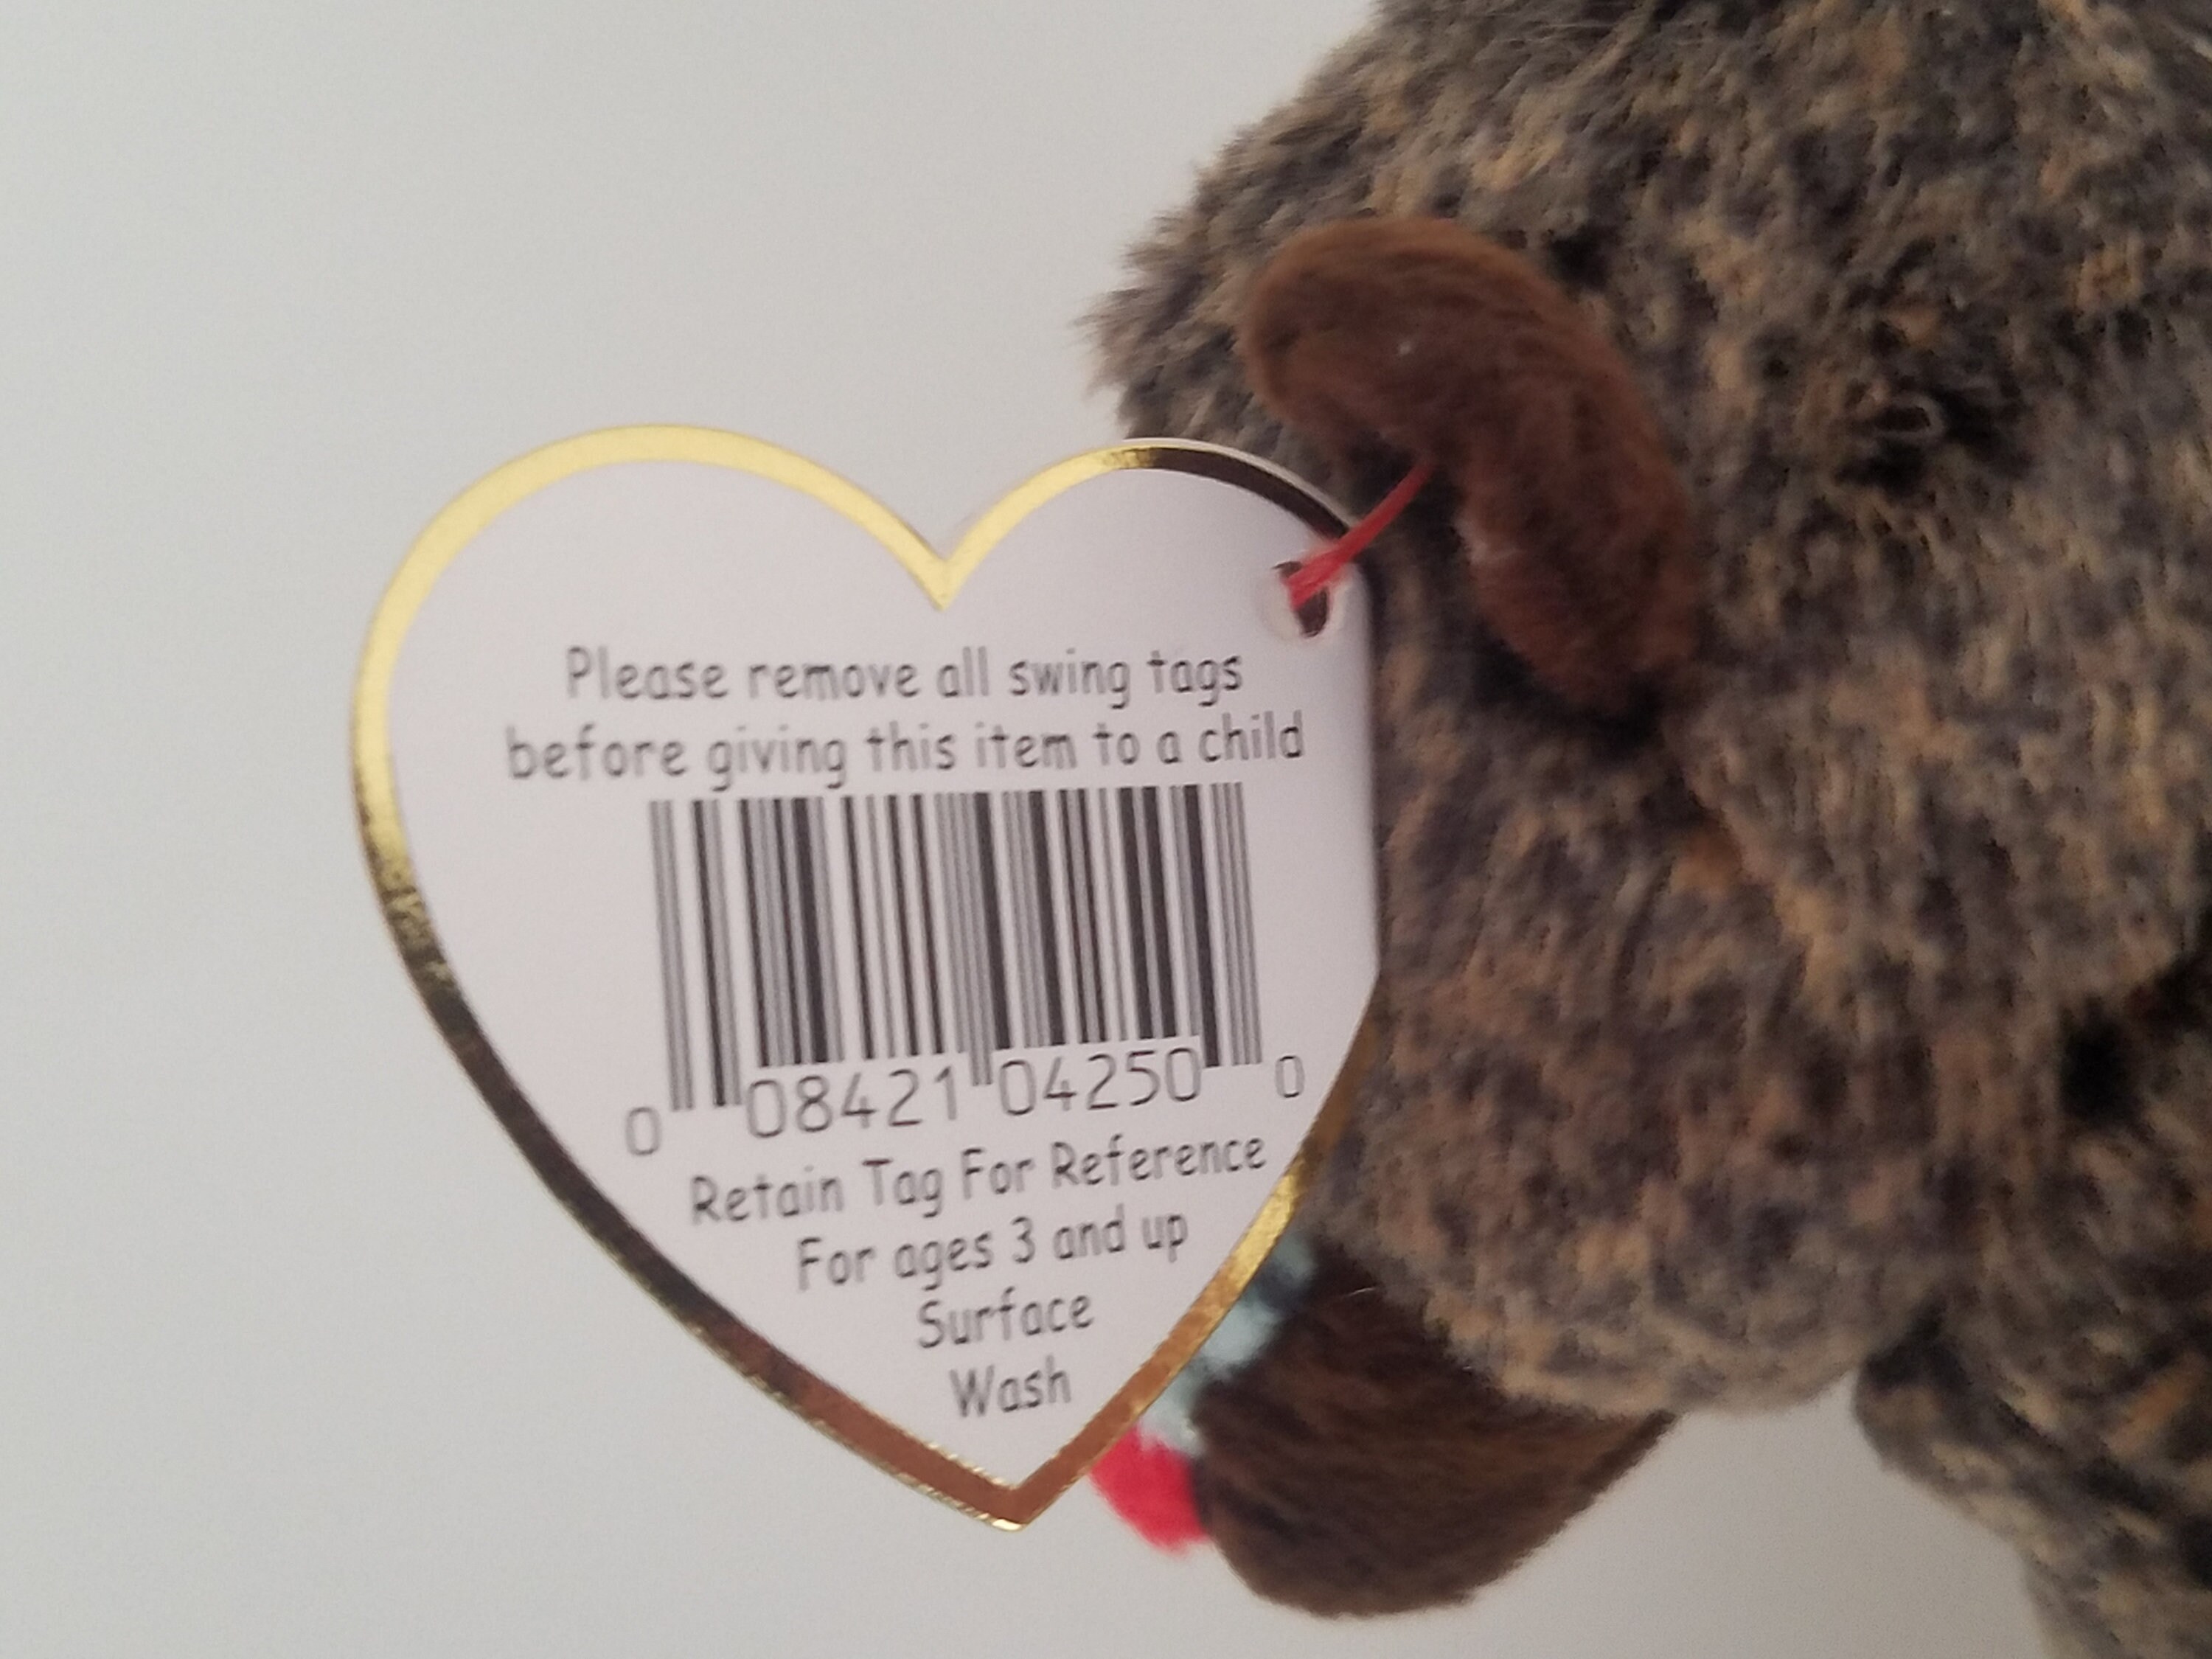 Please remove all swing tags
before giving this item to a child
0 08421 04250 0
Retain Tag For Reference
For ages 3 and up
Surface
Wash